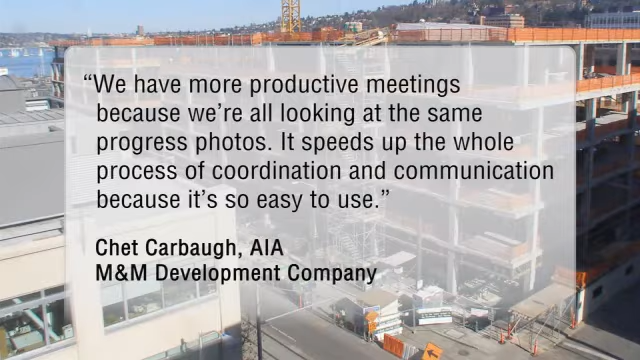 “We have more productive meetings
because we’re all looking at the same
progress photos. It speeds up the whole
process of coordination and communication
because it’s so easy to use.”
Chet Carbaugh, AIA
M&M Development Company